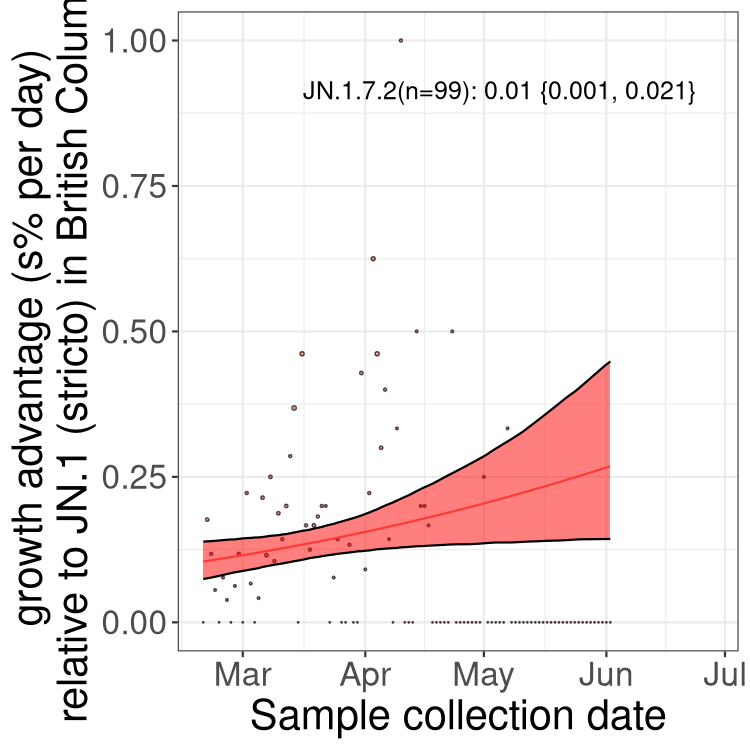 growth advantage (s% per day)
relative to JN.1 (stricto) in British Colum
1.00
0.75
0.50
0.25
0.00
JN.1.7.2(n=99): 0.01 {0.001, 0.021}
Mar Apr May Jun Jul
Sample collection date